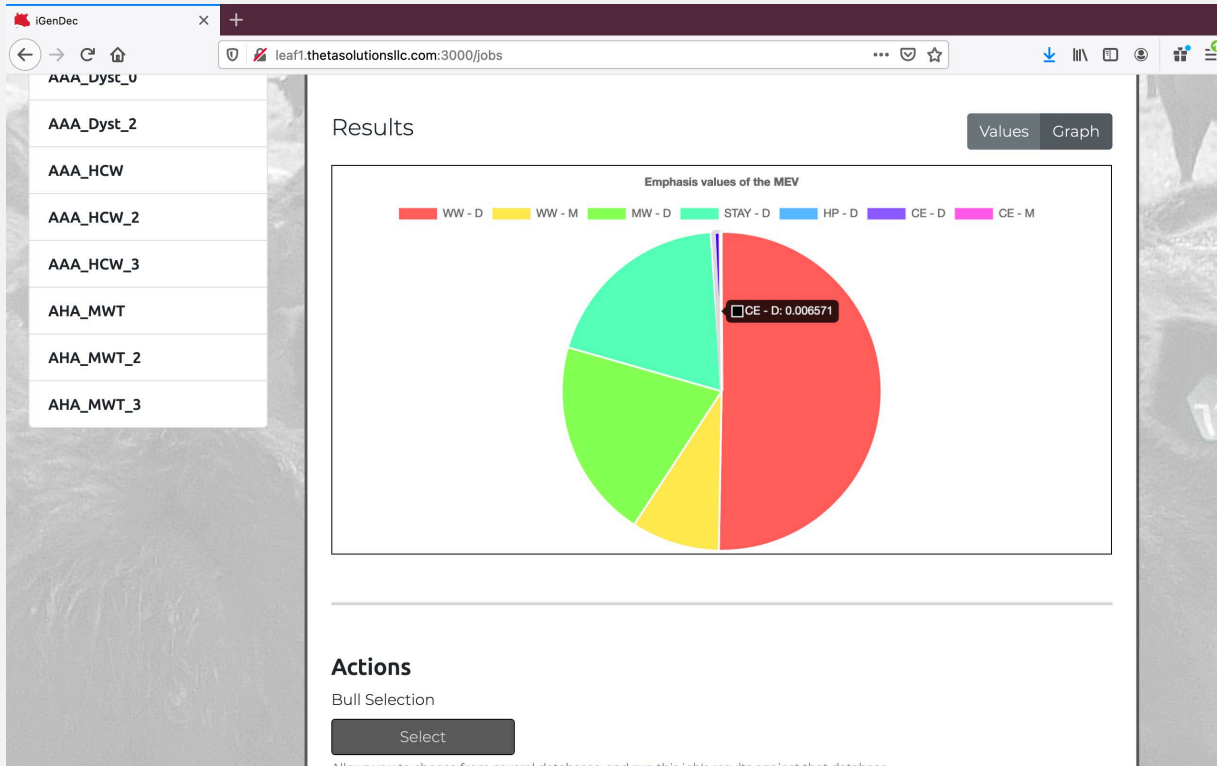 iGenDec
leaf1.thetasolutionsllc.com:3000/jobs
AAA_Dyst_0
AAA_Dyst_2
AAA_HCW
AAA_HCW_2
AAA_HCW_3
AHA_MWT
AHA_MWT_2
AHA_MWT_3
Results
Values Graph
Emphasis values of the MEV
WW - D WW - M MW - D STAY - D HP - D CE - D CE - M
CE - D: 0.006571
Actions
Bull Selection
Select